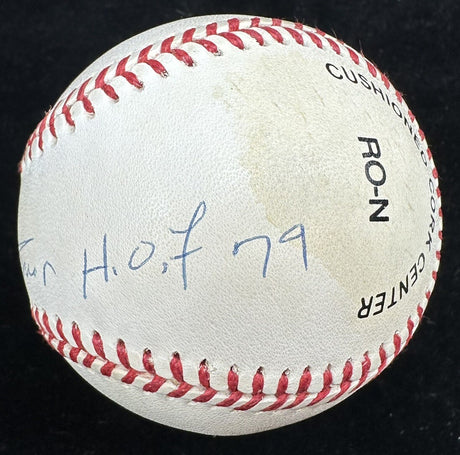 H.O.F 79
CUSHIONED CORK CENTER
RO-N